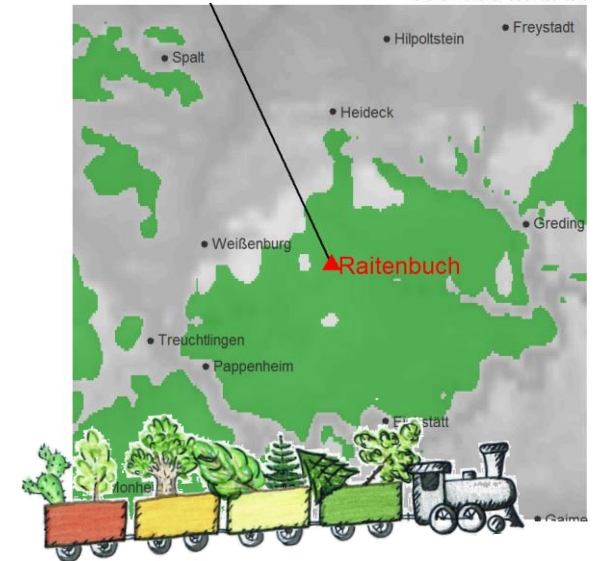 Freystadt
Hilpoltstein
Spalt
Heideck
Greding
Weißenburg
Raitenbuch
Treuchtlingen
Pappenheim